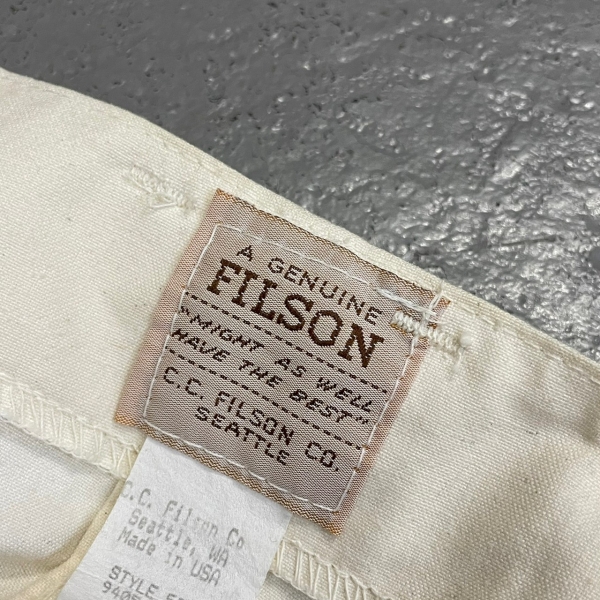 A GENUINE
FILSON
"MIGHT AS WELL
HAVE THE BEST"
C.C. FILSON CO.
SEATTLE
C.C. Filson Co
Seattle, WA
Made in USA
STYLE
9405